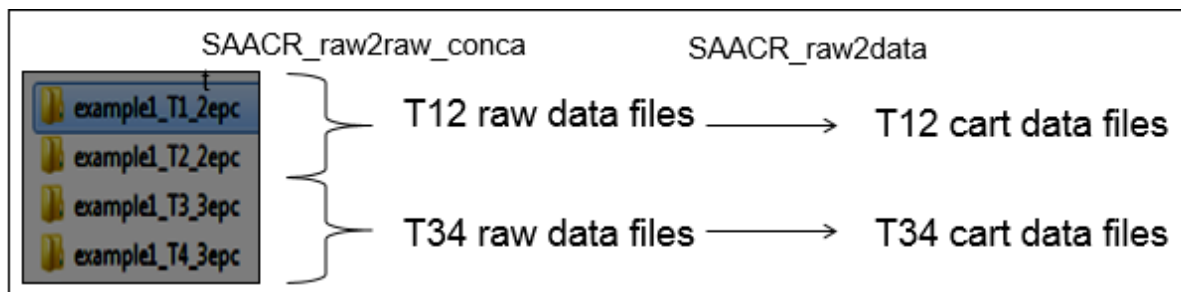 SAACR_raw2raw_conca
t
SAACR_raw2data
example1_T1_2epc
example1_T2_2epc
example1_T3_3epc
example1_T4_3epc
T12 raw data files
T12 cart data files
T34 raw data files
T34 cart data files